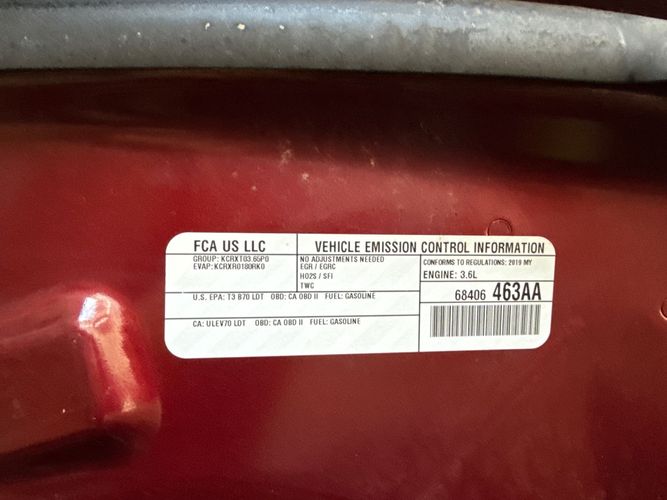 FCA US LLC
VEHICLE EMISSION CONTROL INFORMATION
GROUP: KCRXT03.65P0
EVAP: KCRXR0180RK0
NO ADJUSTMENTS NEEDED
EGR / EGRC
HO2S / SFI
TWC
CONFORMS TO REGULATIONS: 2019 MY
ENGINE: 3.6L
U.S. EPA: T3 B70 LDT OBD: CA OBD II FUEL: GASOLINE
68406 463AA
CA: ULEV70 LDT OBD: CA OBD II FUEL: GASOLINE